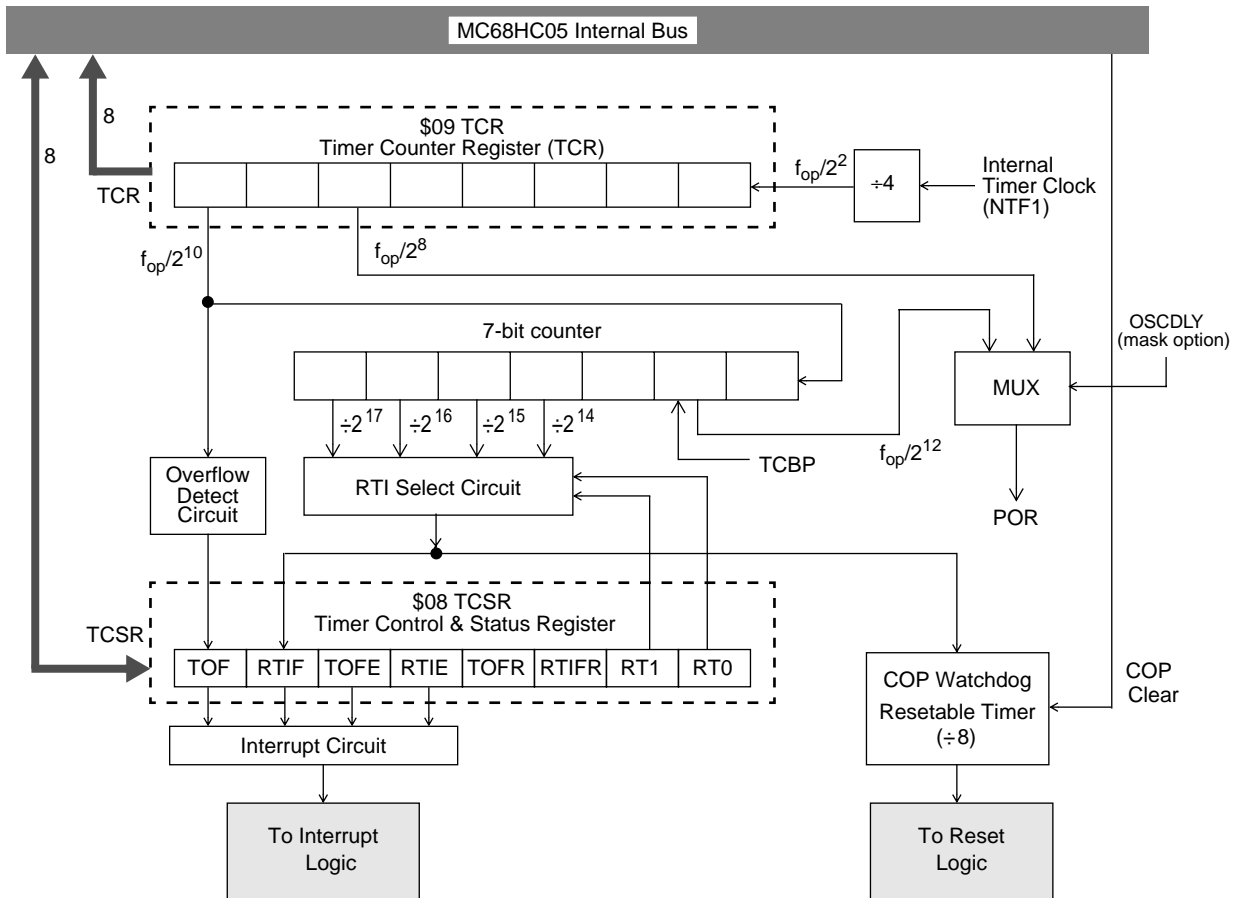 MC68HC05 Internal Bus
8
8
$09 TCR
Timer Counter Register (TCR)
TCR
f_op/2^2
÷4
Internal
Timer Clock
(NTF1)
f_op/2^10
f_op/2^8
7-bit counter
OSCDLY
(mask option)
MUX
÷2^17
÷2^16
÷2^15
÷2^14
TCBP
f_op/2^12
Overflow
Detect
Circuit
RTI Select Circuit
POR
$08 TCSR
Timer Control & Status Register
TCSR
TOF RTIF TOFE RTIE TOFR RTIFR RT1 RT0
COP Watchdog
Resetable Timer
(÷8)
COP
Clear
Interrupt Circuit
To Interrupt
Logic
To Reset
Logic